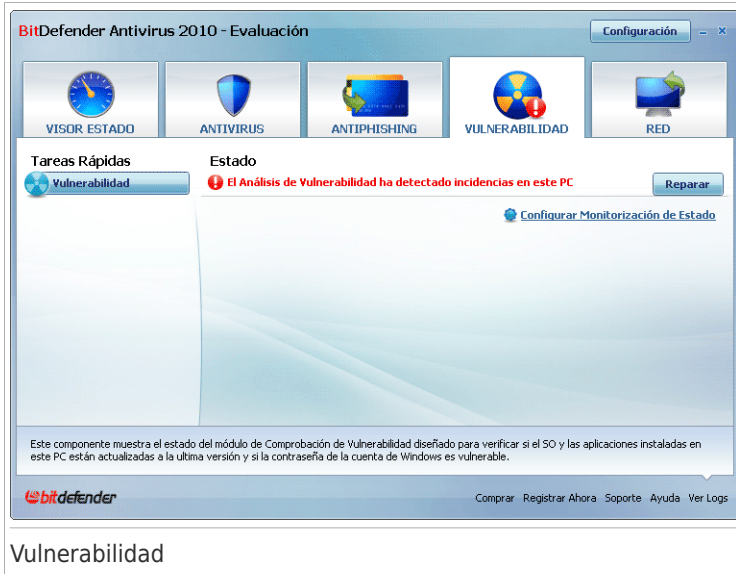 BitDefender Antivirus 2010 - Evaluación
Configuración
VISOR ESTADO
ANTIVIRUS
ANTIPHISHING
VULNERABILIDAD
RED
Tareas Rápidas
Vulnerabilidad
Estado
El Análisis de Vulnerabilidad ha detectado incidencias en este PC
Reparar
Configurar Monitorización de Estado
Este componente muestra el estado del módulo de Comprobación de Vulnerabilidad diseñado para verificar si el SO y las aplicaciones instaladas en
este PC están actualizadas a la ultima versión y si la contraseña de la cuenta de Windows es vulnerable.
bitdefender
Comprar Registrar Ahora Soporte Ayuda Ver Logs
Vulnerabilidad